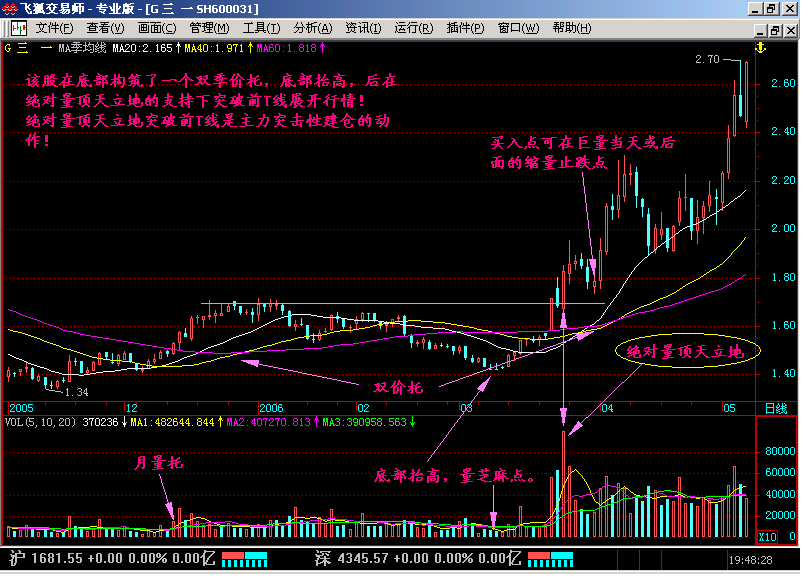 飞狐交易师 - 专业版 - [G 三 一 SH600031]
文件(F) 查看(V) 画面(C) 管理(M) 工具(T) 分析(A) 资讯(I) 运行(R) 插件(P) 窗口(W) 帮助(H)
G 三 一 MA季均线 MA20:2.165↑ MA40:1.971↑ MA60:1.818↑
2.70
该股在底部构筑了一个双季价托，底部抬高，后在
绝对量顶天立地的支持下突破前T线展开行情！
绝对量顶天立地突破前T线是主力突击性建仓的动
作！
买入点可在巨量当天或后
面的缩量止跌点
2.60
2.40
2.20
2.00
1.80
1.60
1.40
绝对量顶天立地
双价托
1.34
2005 12 2006 02 03 04 05 日线
VOL(5,10,20) 370236↓ MA1:482644.844↑ MA2:407270.813↑ MA3:390958.563↓
月量托
底部抬高，量芝麻点。
80000
60000
40000
20000
X10 0
沪 1681.55 +0.00 0.00% 0.00亿 深 4345.57 +0.00 0.00% 0.00亿 19:48:28